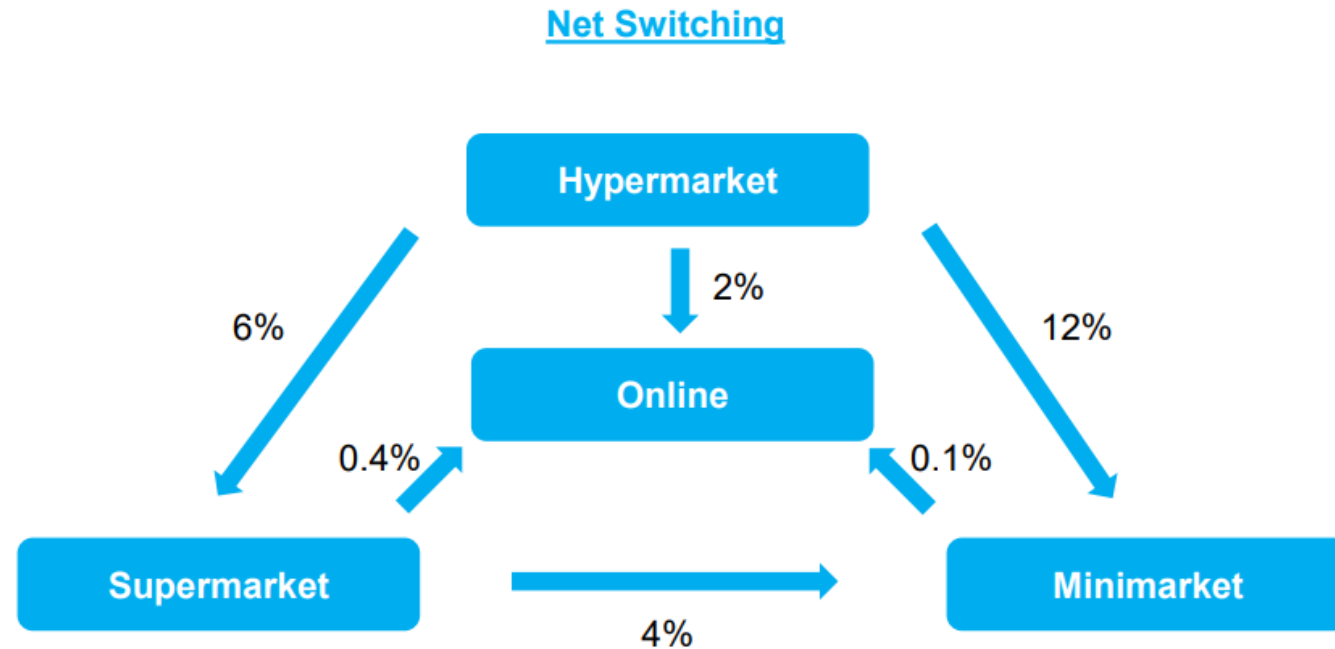 Net Switching
Hypermarket
2%
6%
12%
Online
0.4%
0.1%
Supermarket
Minimarket
4%